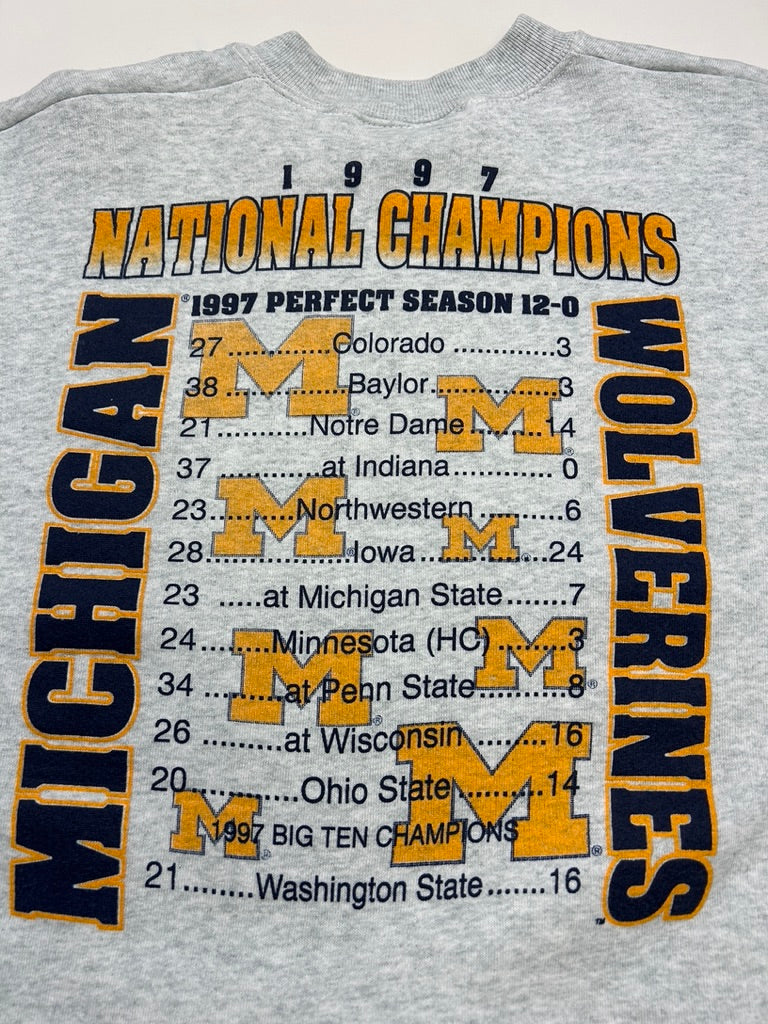 1997
NATIONAL CHAMPIONS
MICHIGAN
®1997 PERFECT SEASON 12-0
27.............Colorado .............3
38 ...............Baylor................3
21............Notre Dame.........14
37 .............at Indiana............ 0
23...........Northwestern ..........6
28.................Iowa................24
23 .....at Michigan State.......7
24.........Minnesota (HC)..........3
34 ..........at Penn State............8
26 .........at Wisconsin .........16
20..............Ohio State..........14
1997 BIG TEN CHAMPIONS
21........Washington State.......16
WOLVERINES
M®
M®
M®
M®
M®
M®
M®
M®
TM